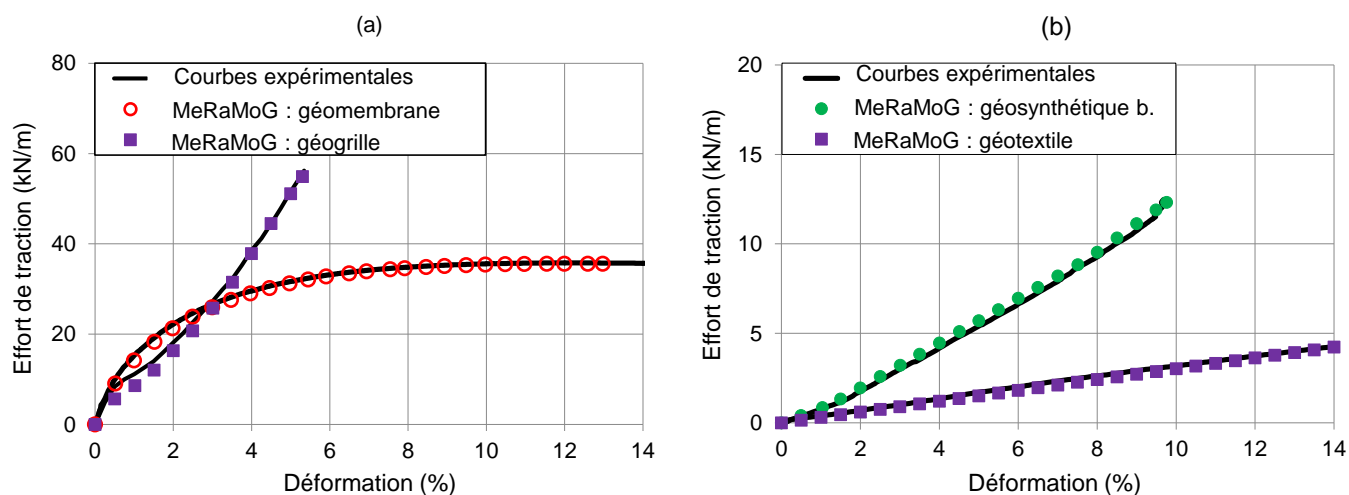 (a)
80
60
40
20
0
Effort de traction (kN/m)
Courbes expérimentales
MeRaMoG : géomembrane
MeRaMoG : géogrille
0 2 4 6 8 10 12 14
Déformation (%)
(b)
20
15
10
5
0
Effort de traction (kN/m)
Courbes expérimentales
MeRaMoG : géosynthétique b.
MeRaMoG : géotextile
0 2 4 6 8 10 12 14
Déformation (%)